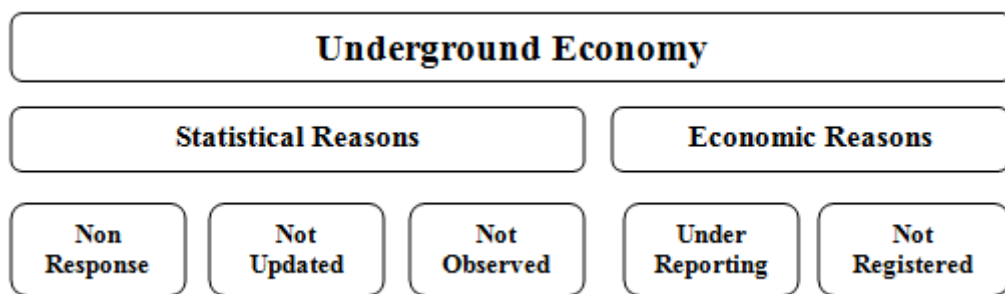 Underground Economy
Statistical Reasons
Economic Reasons
Non
Response
Not
Updated
Not
Observed
Under
Reporting
Not
Registered